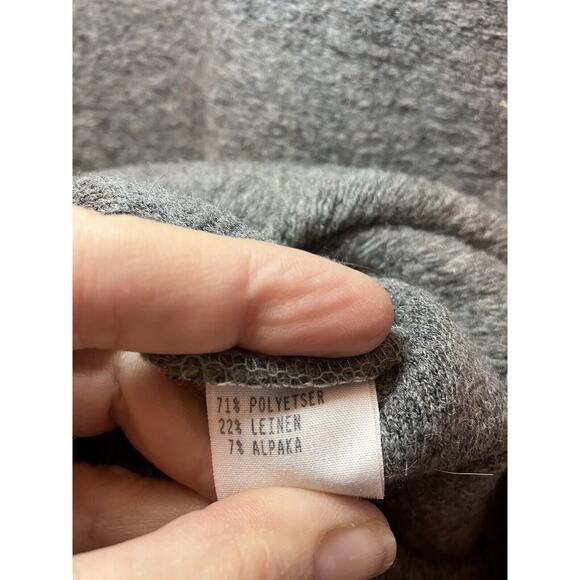 71% POLYETSER
22% LEINEN
7% ALPAKA